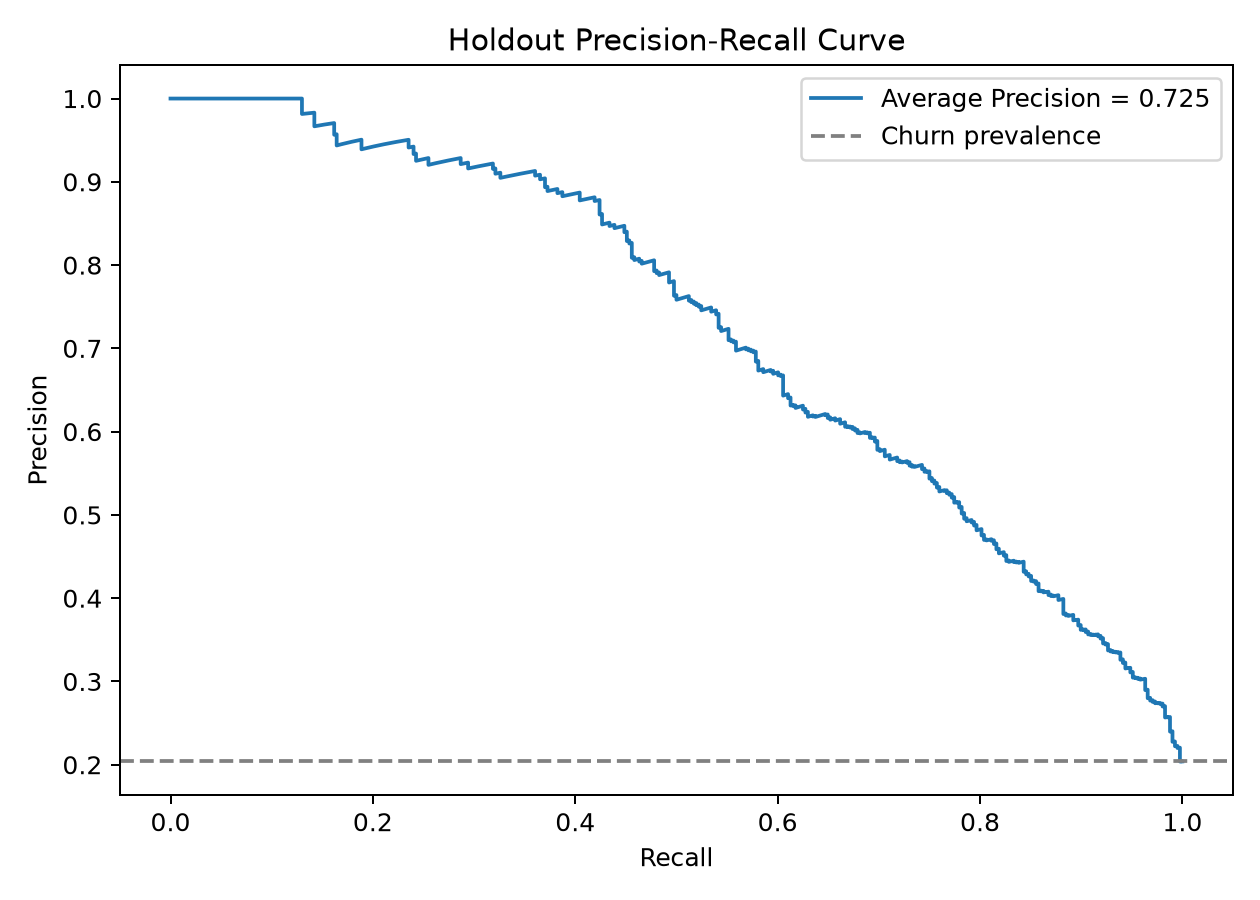 Holdout Precision-Recall Curve
Average Precision = 0.725
Churn prevalence
Precision
1.0
0.9
0.8
0.7
0.6
0.5
0.4
0.3
0.2
0.0 0.2 0.4 0.6 0.8 1.0
Recall